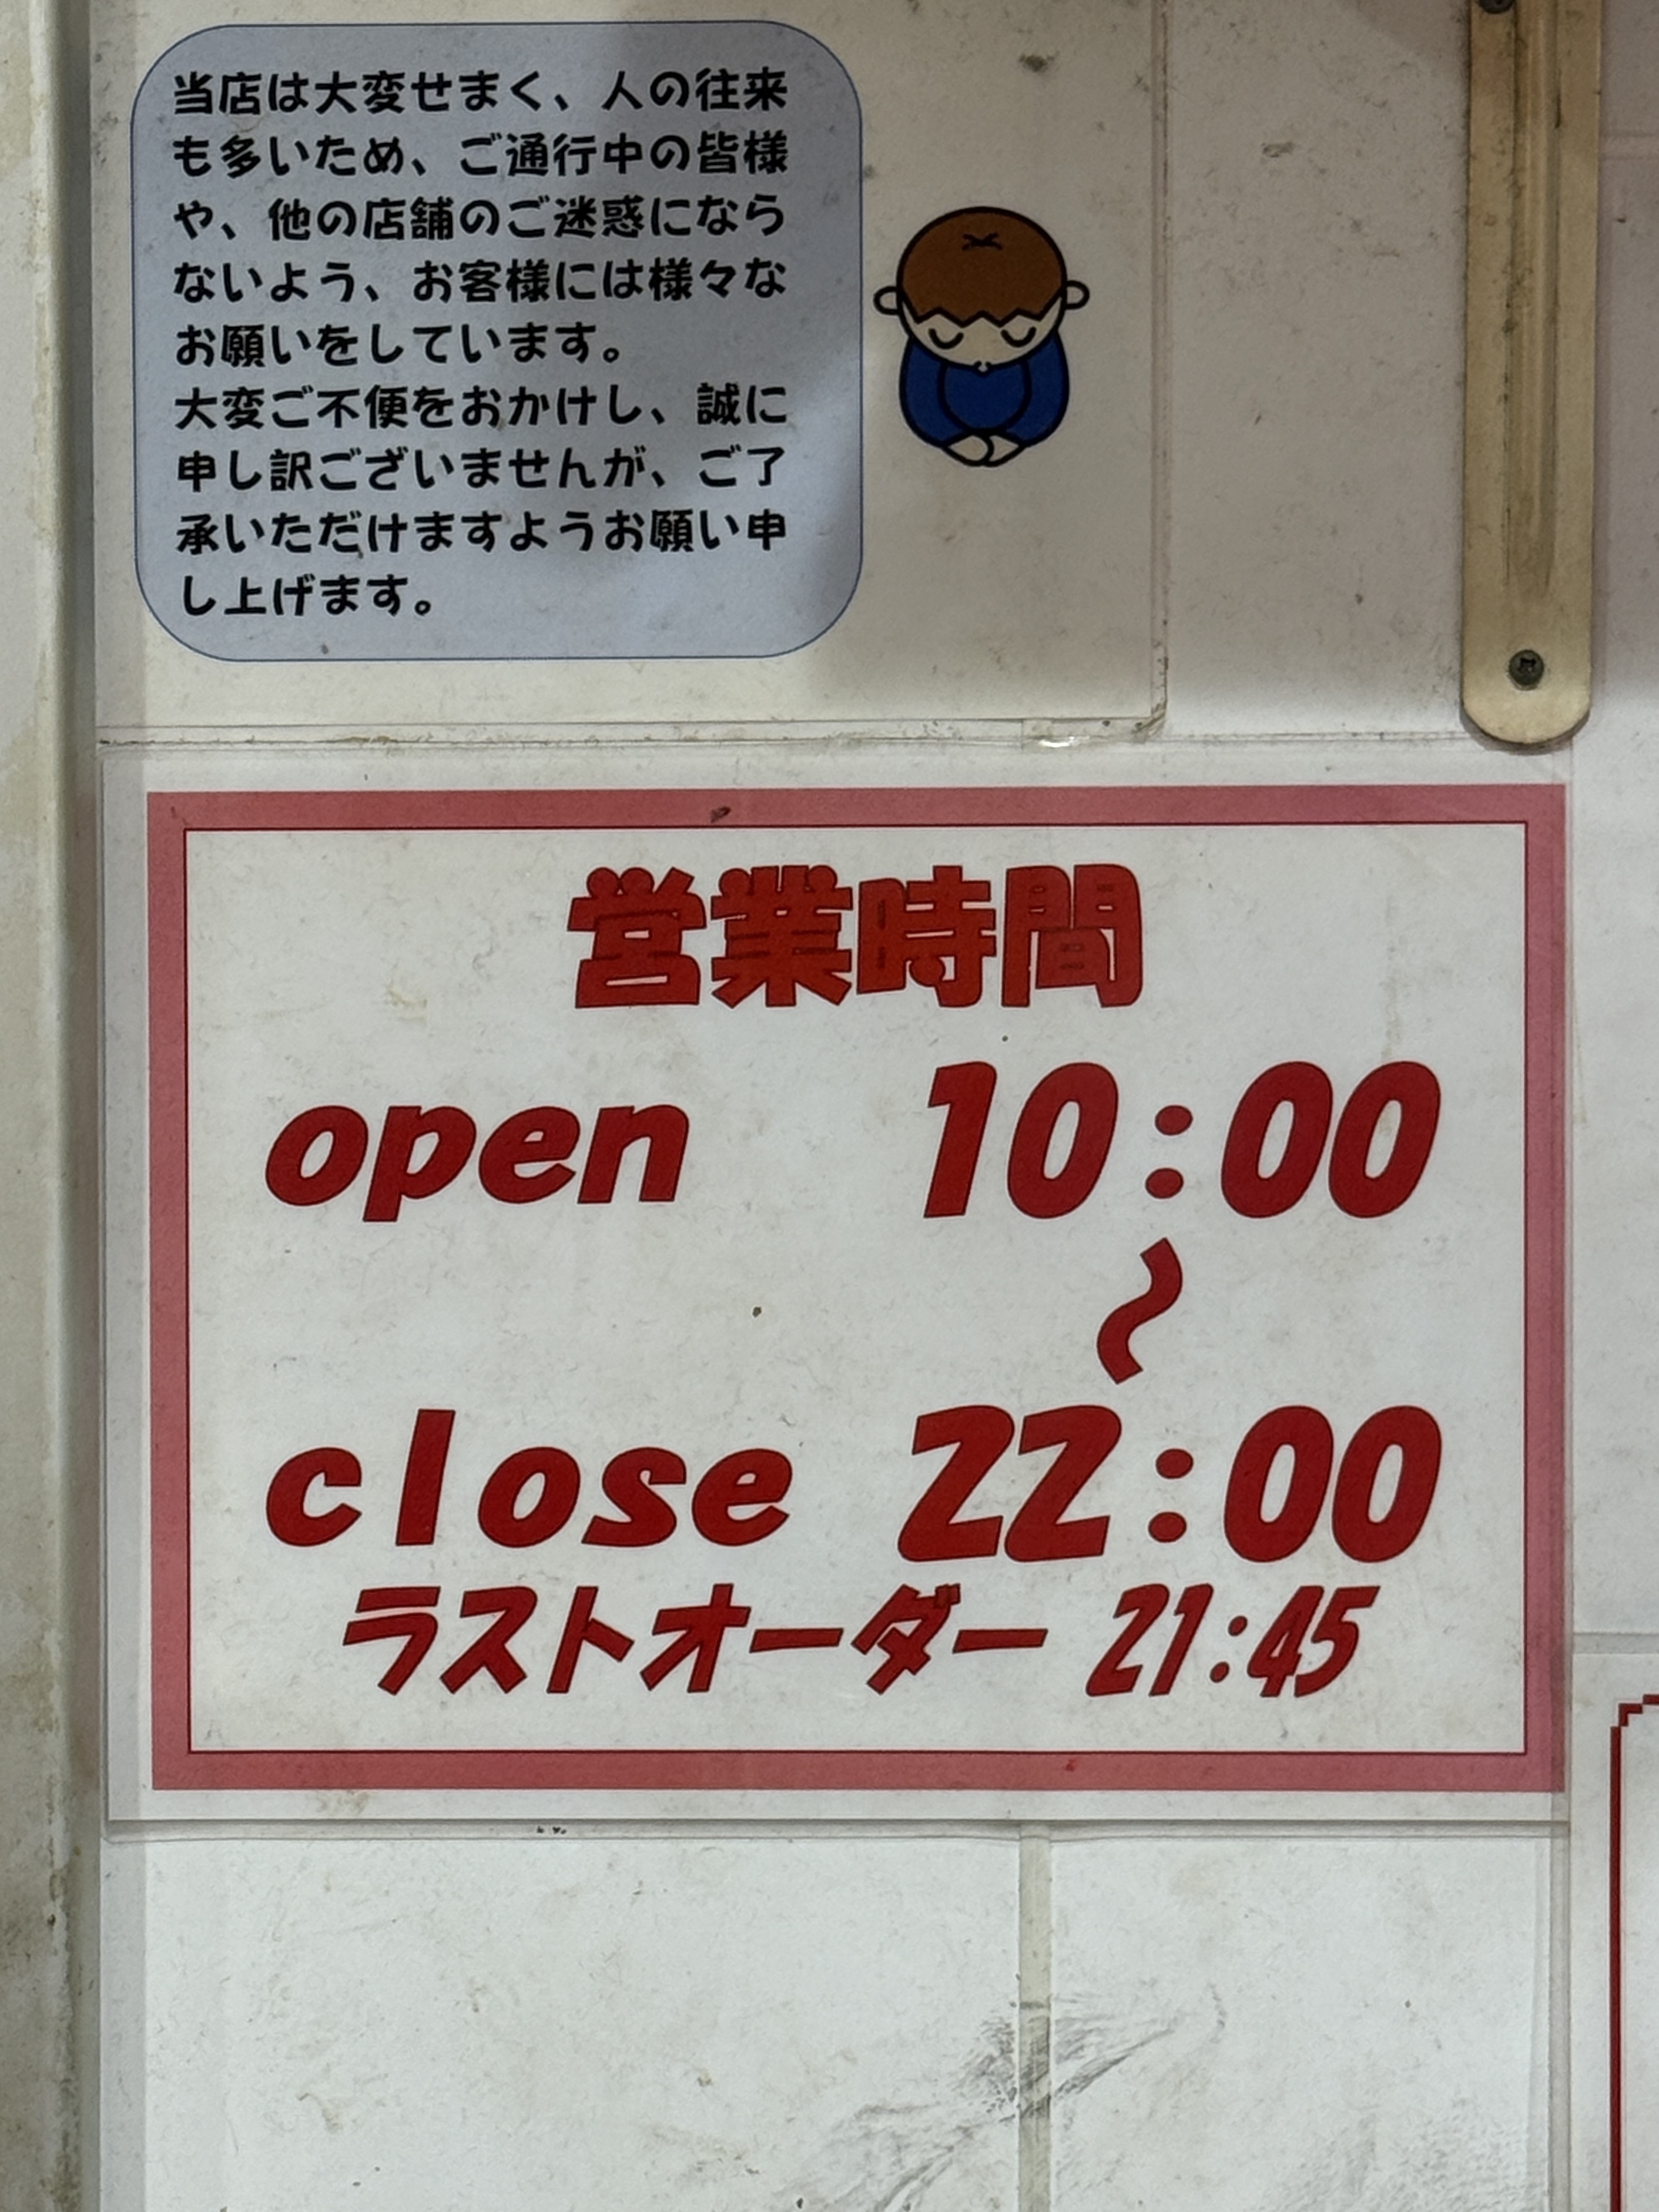 当店は大変せまく、人の往来
も多いため、ご通行中の皆様
や、他の店舗のご迷惑になら
ないよう、お客様には様々な
お願いをしています。
大変ご不便をおかけし、誠に
申し訳ございませんが、ご了
承いただけますようお願い申
し上げます。
営業時間
open 10:00
～
close 22:00
ラストオーダー 21:45